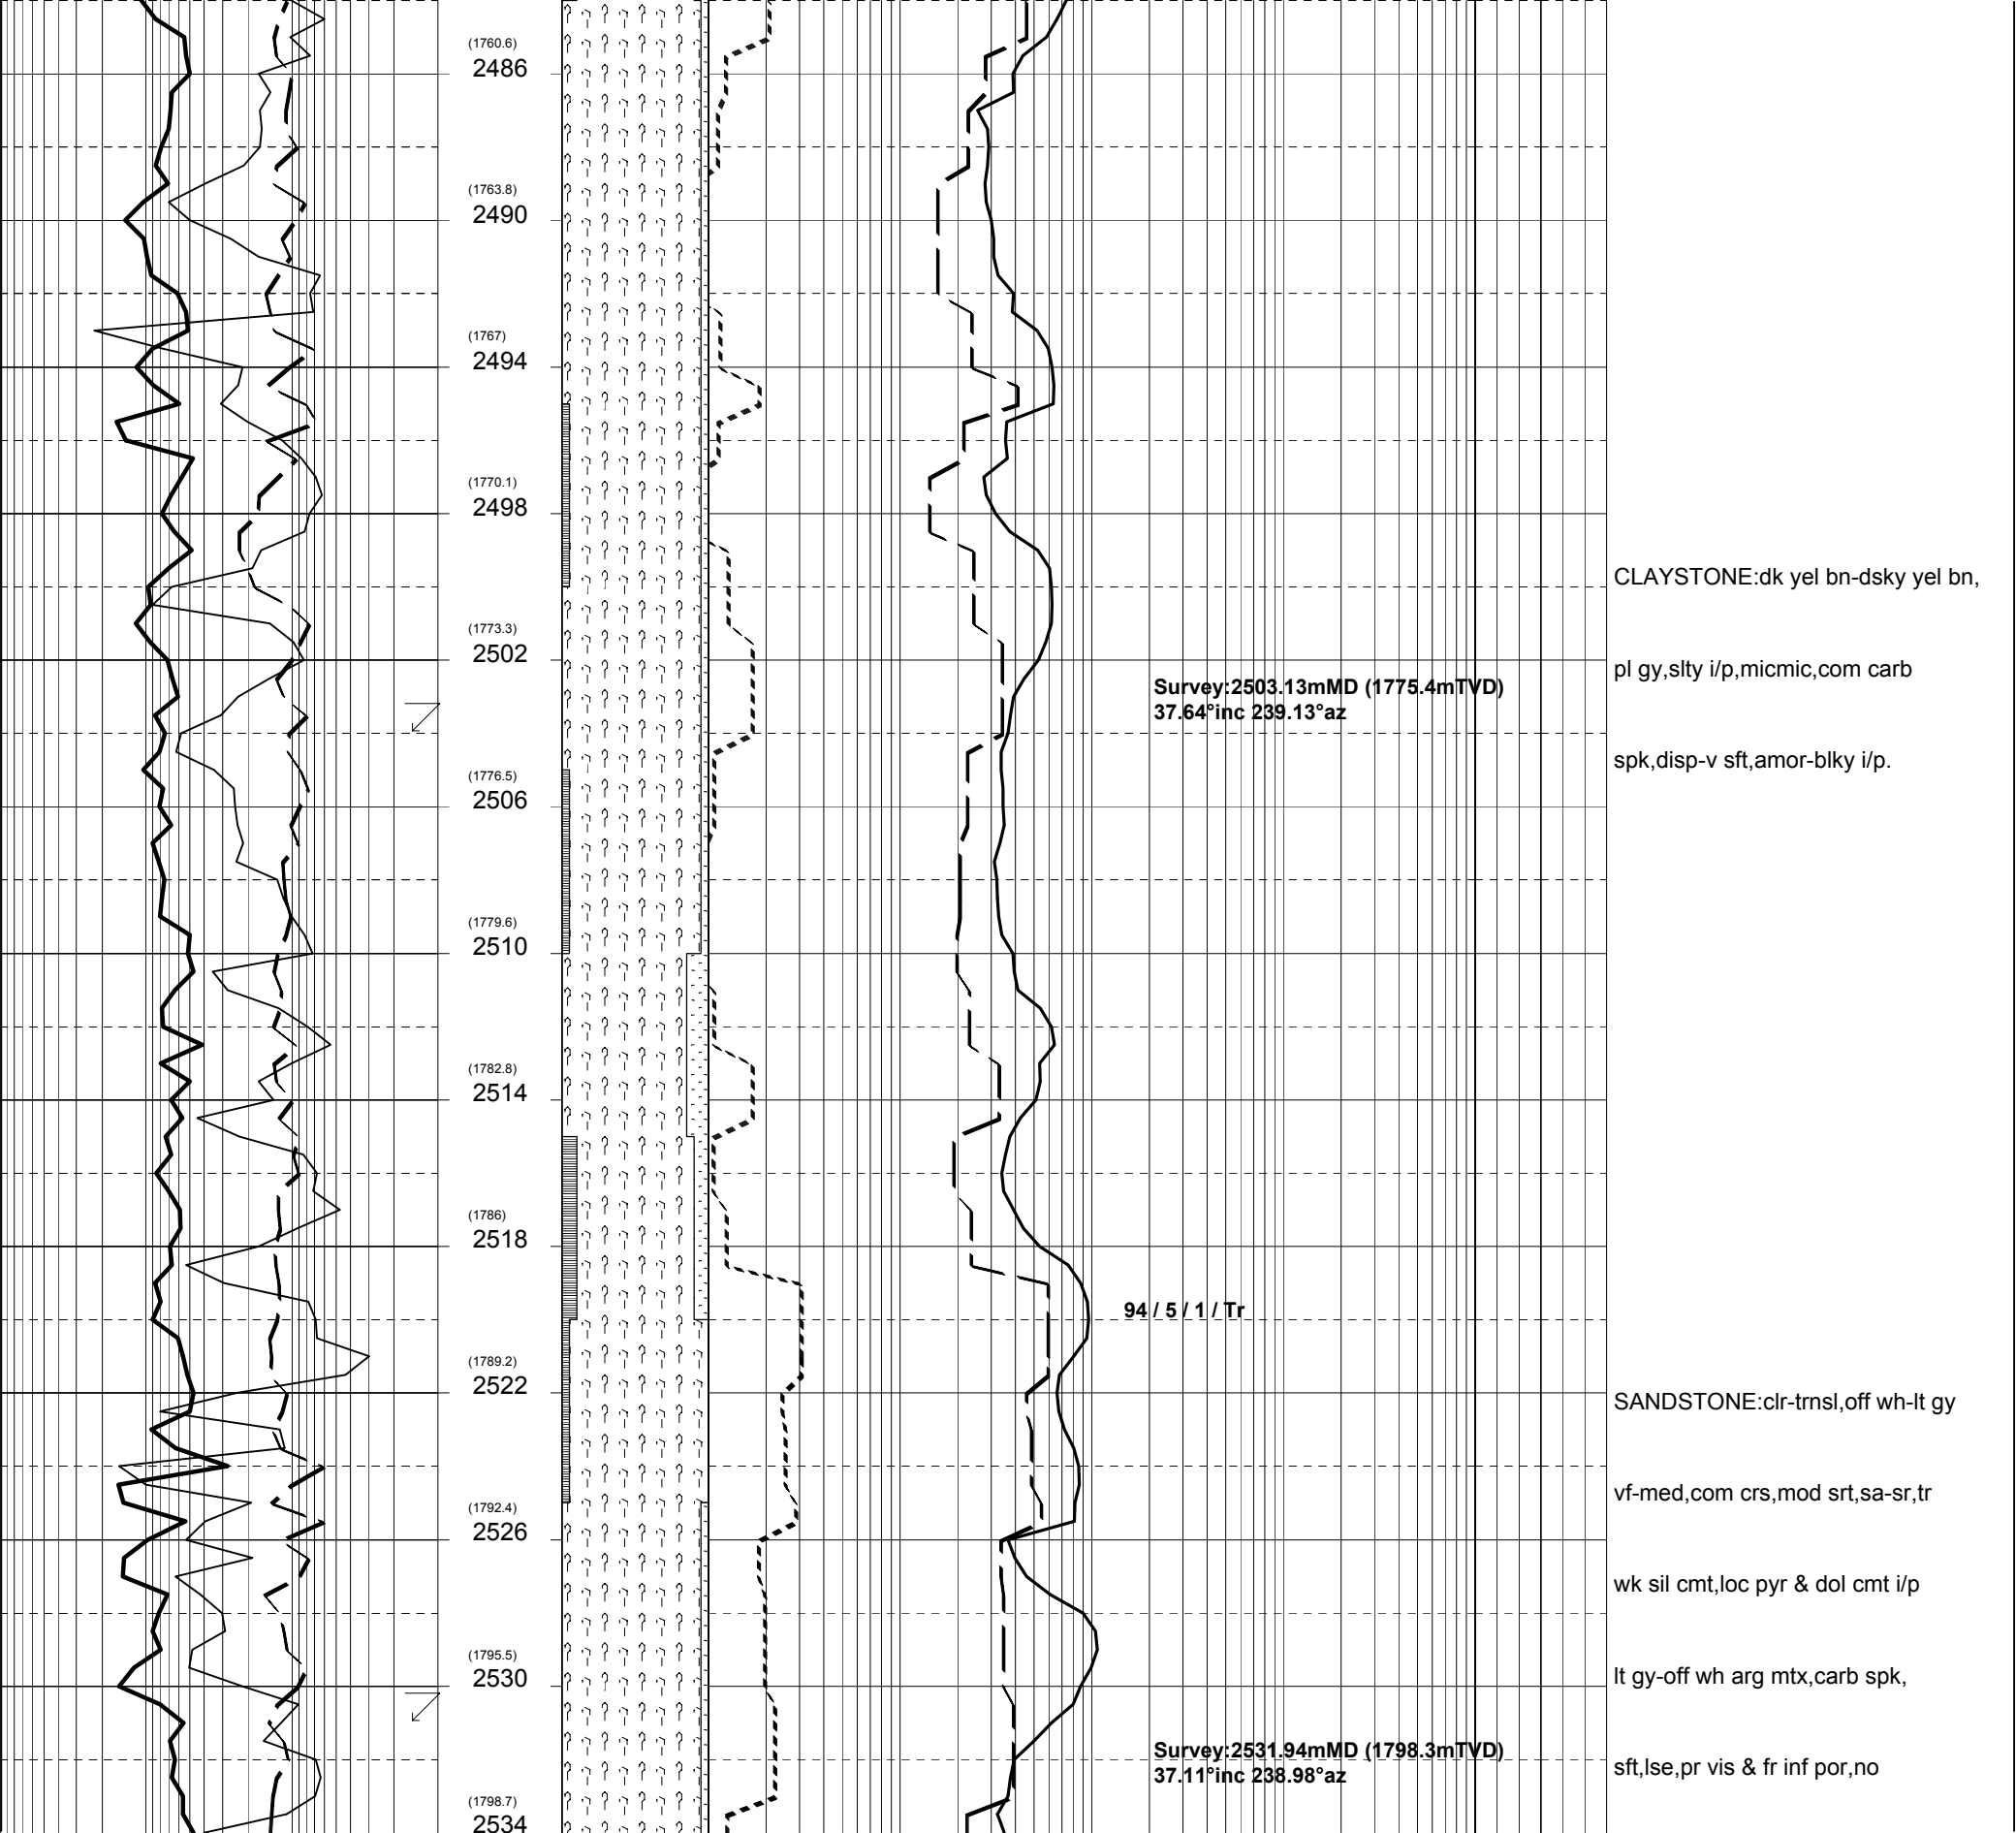 (1760.6)
2486
(1763.8)
2490
(1767)
2494
(1770.1)
2498
CLAYSTONE:dk yel bn-dsky yel bn,
(1773.3)
2502
pl gy,slty i/p,micmic,com carb
Survey:2503.13mMD (1775.4mTVD)
37.64°inc 239.13°az
spk,disp-v sft,amor-blky i/p.
(1776.5)
2506
(1779.6)
2510
(1782.8)
2514
(1786)
2518
94 / 5 / 1 / Tr
(1789.2)
2522
SANDSTONE:clr-trnsl,off wh-lt gy
vf-med,com crs,mod srt,sa-sr,tr
(1792.4)
2526
wk sil cmt,loc pyr & dol cmt i/p
(1795.5)
2530
lt gy-off wh arg mtx,carb spk,
Survey:2531.94mMD (1798.3mTVD)
37.11°inc 238.98°az
sft,lse,pr vis & fr inf por,no
(1798.7)
2534